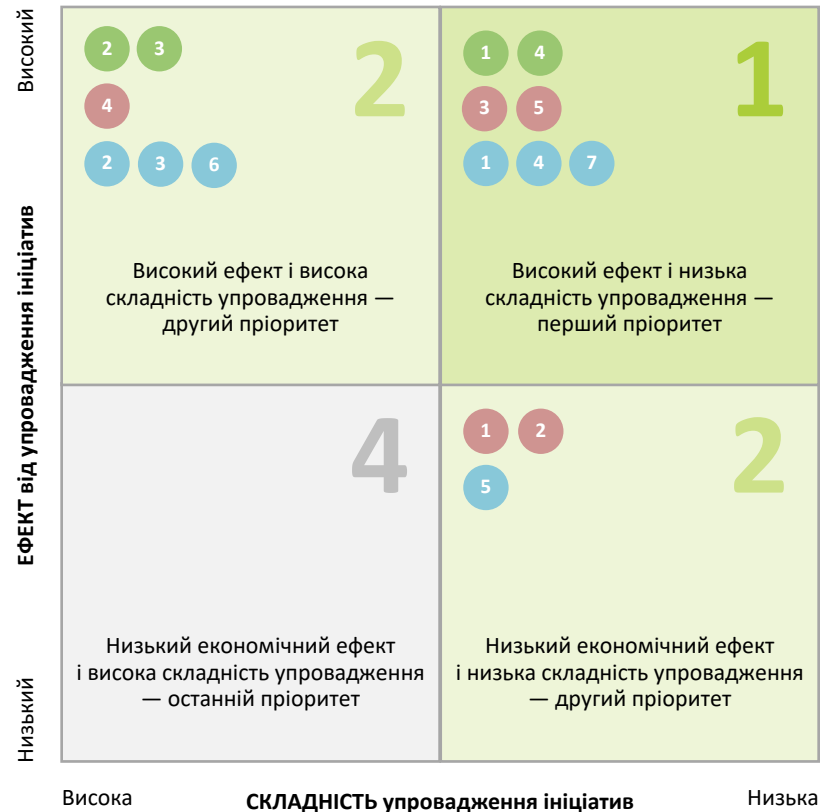 Високий
ЕФЕКТ від упровадження ініціатив
Низький
2 3
2
4
2 3 6
Високий ефект і висока
складність упровадження —
другий пріоритет
1 4
1
3 5
1 4 7
Високий ефект і низька
складність упровадження —
перший пріоритет
4
Низький економічний ефект
і висока складність упровадження
— останній пріоритет
1 2
2
5
Низький економічний ефект
і низька складність упровадження
— другий пріоритет
Висока
СКЛАДНІСТЬ упровадження ініціатив
Низька